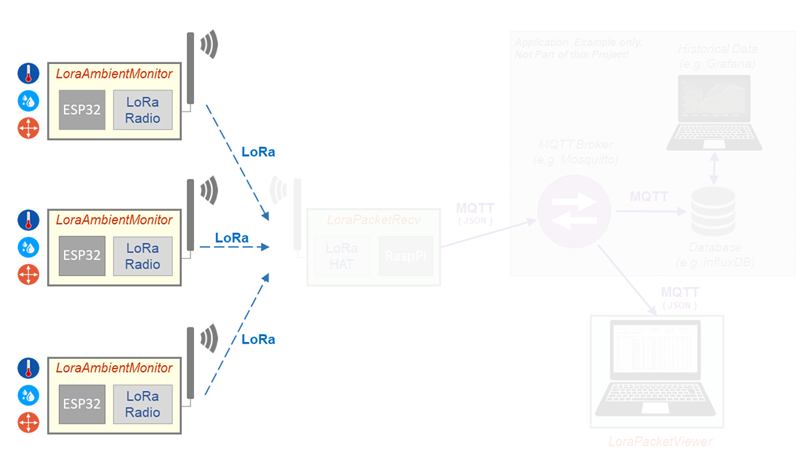 Application Example only,
Not Part of this Project!
Historical Data
(e.g. Grafana)
LoraAmbientMonitor
ESP32
LoRa
Radio
LoRa
MQTT Broker
(e.g. Mosquitto)
LoraAmbientMonitor
ESP32
LoRa
Radio
LoRa
LoraPacketRecv
LoRa
HAT
RaspPi
MQTT
(JSON)
MQTT
Database
(e.g. InfluxDB)
MQTT
(JSON)
LoRa
LoraAmbientMonitor
ESP32
LoRa
Radio
LoraPacketViewer